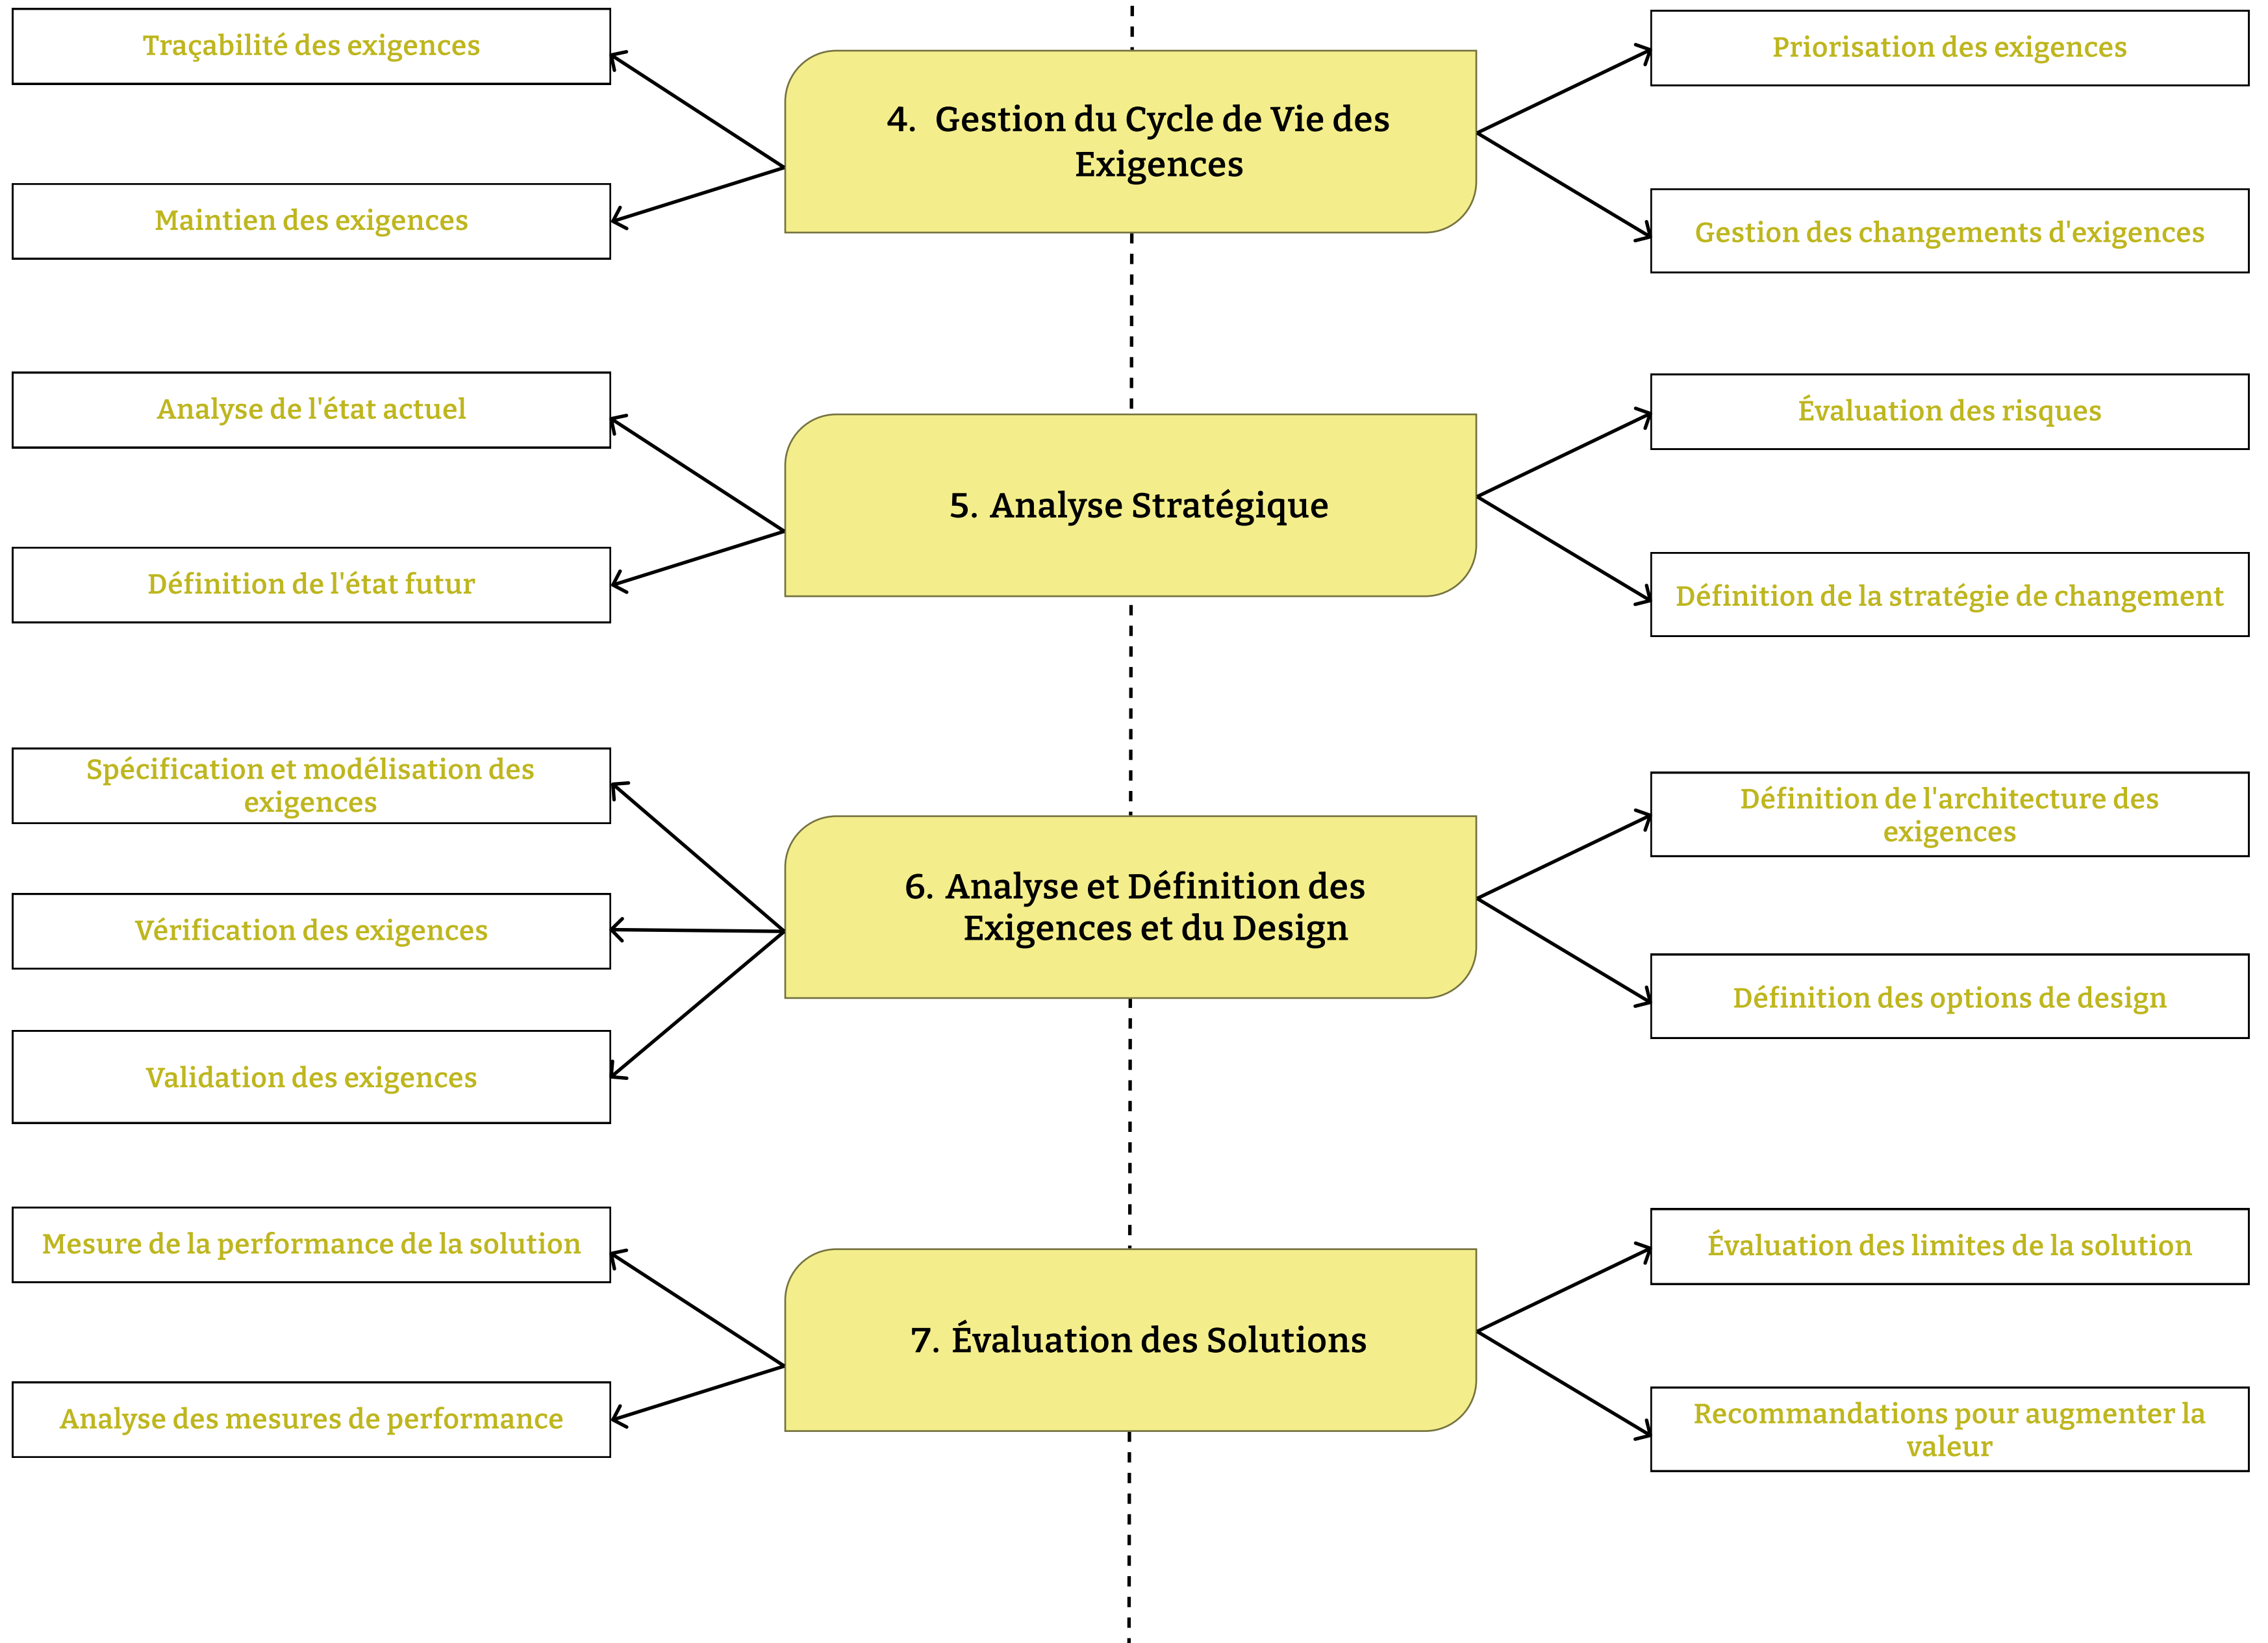 Traçabilité des exigences
Priorisation des exigences
4. Gestion du Cycle de Vie des
Exigences
Maintien des exigences
Gestion des changements d'exigences
Analyse de l'état actuel
Évaluation des risques
5. Analyse Stratégique
Définition de l'état futur
Définition de la stratégie de changement
Spécification et modélisation des
exigences
Définition de l'architecture des
exigences
6. Analyse et Définition des
Exigences et du Design
Vérification des exigences
Définition des options de design
Validation des exigences
Mesure de la performance de la solution
Évaluation des limites de la solution
7. Évaluation des Solutions
Analyse des mesures de performance
Recommandations pour augmenter la
valeur